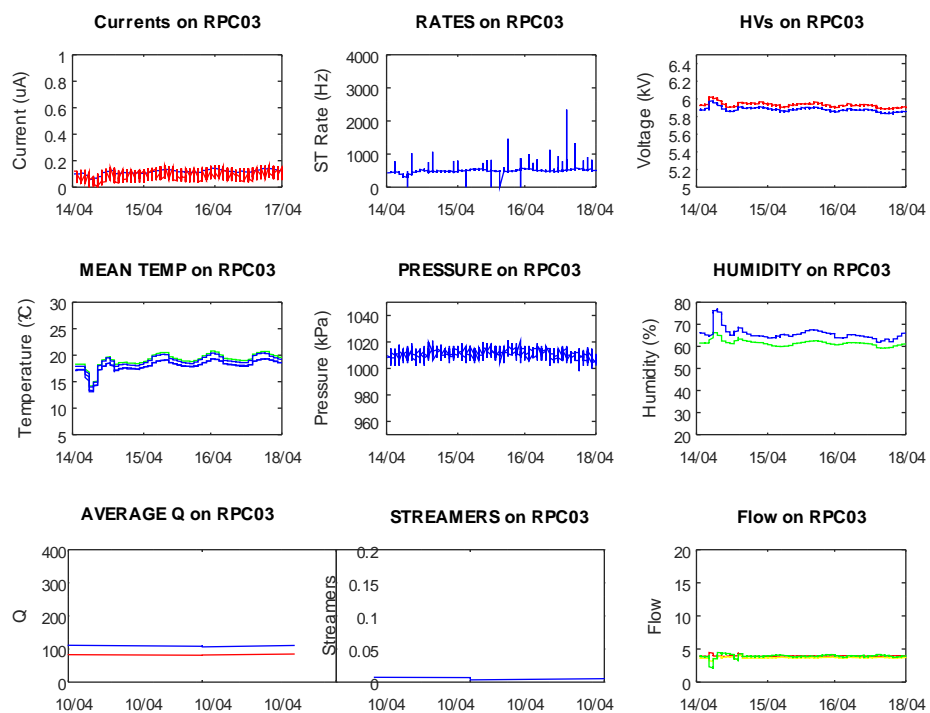 Currents on RPC03
RATES on RPC03
HVs on RPC03
Current (uA)
1
0.8
0.6
0.4
0.2
0
14/04 15/04 16/04 17/04
ST Rate (Hz)
4000
3000
2000
1000
0
14/04 15/04 16/04 18/04
Voltage (kV)
6.4
6.2
6
5.8
5.6
5.4
5.2
5
14/04 15/04 16/04 18/04
MEAN TEMP on RPC03
PRESSURE on RPC03
HUMIDITY on RPC03
Temperature (?C)
30
25
20
15
10
5
14/04 15/04 16/04 18/04
Pressure (kPa)
1040
1020
1000
980
960
14/04 15/04 16/04 18/04
Humidity (%)
80
70
60
50
40
30
20
14/04 15/04 16/04 18/04
AVERAGE Q on RPC03
STREAMERS on RPC03
Flow on RPC03
Q
400
300
200
100
0
10/04 10/04 10/04
Streamers
0.2
0.15
0.1
0.05
0
10/04 10/04 10/04
Flow
20
15
10
5
0
14/04 15/04 16/04 18/04